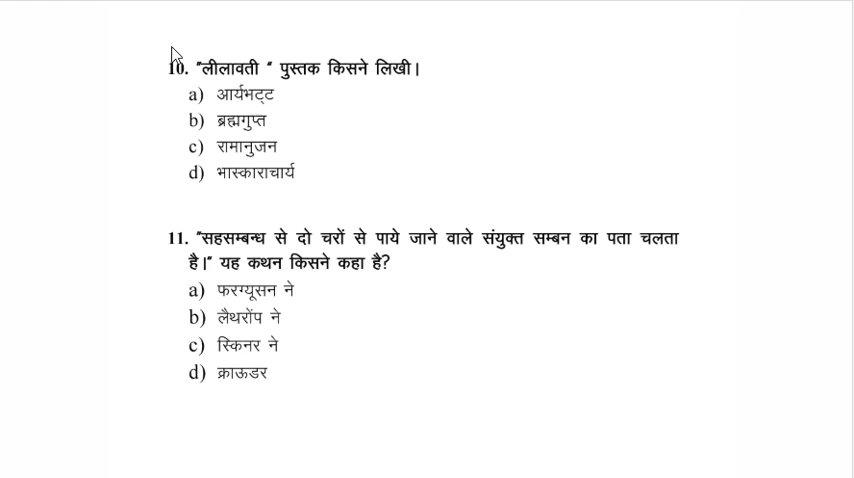 10. "लीलावती " पुस्तक किसने लिखी।
a) आर्यभट्ट
b) ब्रह्मगुप्त
c) रामानुजन
d) भास्काराचार्य
11. "सहसम्बन्ध से दो चरों से पाये जाने वाले संयुक्त सम्बन का पता चलता
है।" यह कथन किसने कहा है?
a) फरग्यूसन ने
b) लैथरोंप ने
c) स्किनर ने
d) क्राऊडर